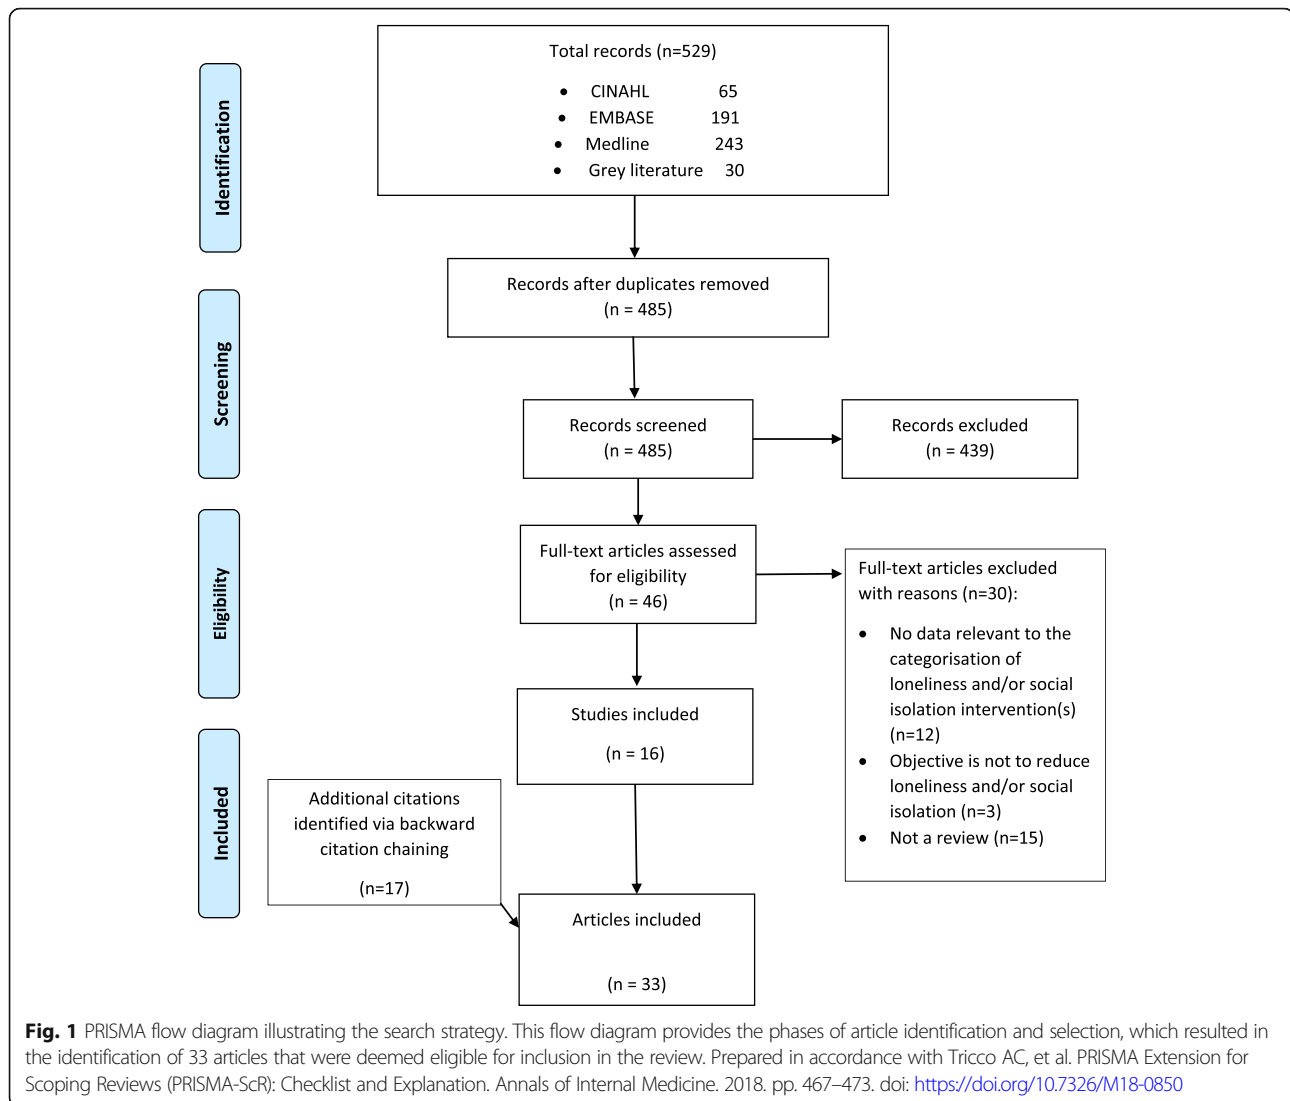 Identification
Total records (n=529)
• CINAHL 65
• EMBASE 191
• Medline 243
• Grey literature 30
Screening
Records after duplicates removed
(n = 485)
Records screened
(n = 485)
Records excluded
(n = 439)
Eligibility
Full-text articles assessed
for eligibility
(n = 46)
Full-text articles excluded
with reasons (n=30):
• No data relevant to the
categorisation of
loneliness and/or social
isolation intervention(s)
(n=12)
• Objective is not to reduce
loneliness and/or social
isolation (n=3)
• Not a review (n=15)
Included
Studies included
(n = 16)
Additional citations
identified via backward
citation chaining
(n=17)
Articles included
(n = 33)
Fig. 1 PRISMA flow diagram illustrating the search strategy. This flow diagram provides the phases of article identification and selection, which resulted in
the identification of 33 articles that were deemed eligible for inclusion in the review. Prepared in accordance with Tricco AC, et al. PRISMA Extension for
Scoping Reviews (PRISMA-ScR): Checklist and Explanation. Annals of Internal Medicine. 2018. pp. 467–473. doi: https://doi.org/10.7326/M18-0850